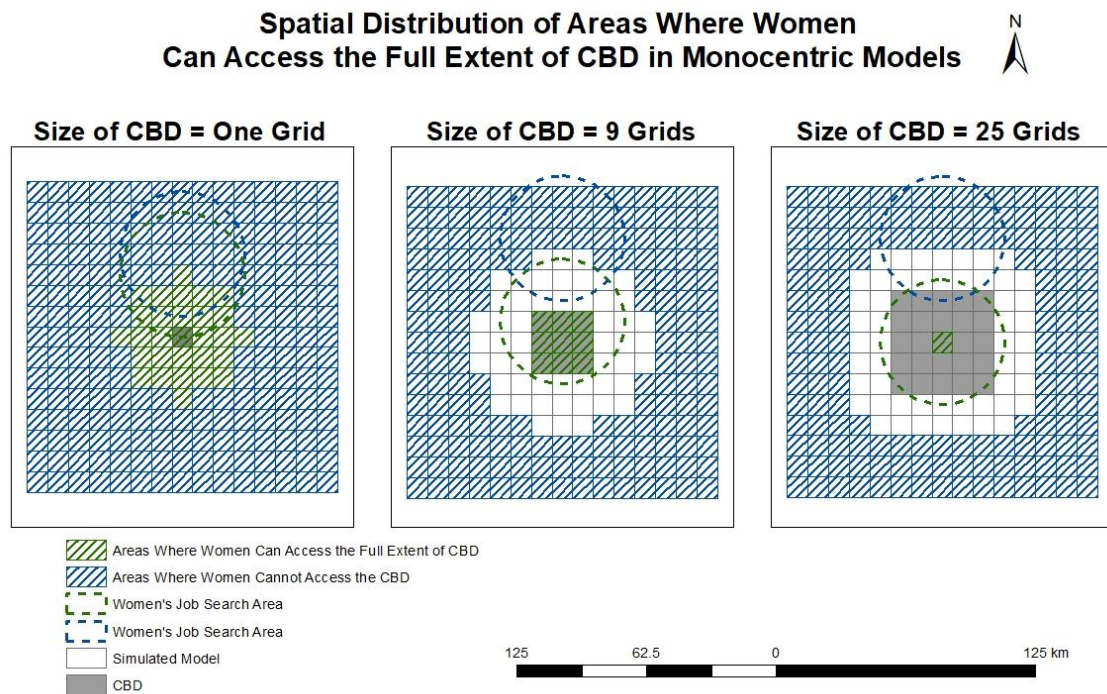 Spatial Distribution of Areas Where Women
Can Access the Full Extent of CBD in Monocentric Models
N
Size of CBD = One Grid
Size of CBD = 9 Grids
Size of CBD = 25 Grids
Areas Where Women Can Access the Full Extent of CBD
Areas Where Women Cannot Access the CBD
Women's Job Search Area
Women's Job Search Area
Simulated Model
CBD
125 62.5 0 125 km